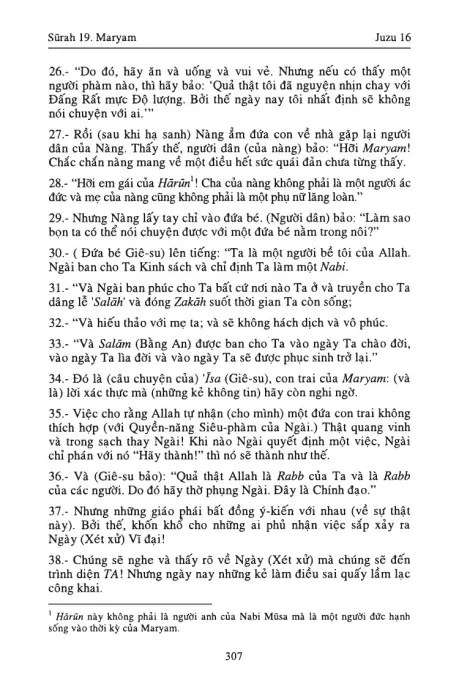 Sūrah 19. Maryam Juzu 16
26.- “Do đó, hãy ăn và uống và vui vẻ. Nhưng nếu có thấy một
người phàm nào, thì hãy bảo: ‘Quả thật tôi đã nguyện nhịn chay với
Đấng Rất mực Độ lượng. Bởi thế ngày nay tôi nhất định sẽ không
nói chuyện với ai.’”
27.- Rồi (sau khi hạ sanh) Nàng ẩm đứa con về nhà gặp lại người
dân của Nàng. Thấy thế, người dân (của nàng) bảo: “Hỡi Maryam!
Chắc chắn nàng mang về một điều hết sức quái đản chưa từng thấy.
28.- “Hỡi em gái của Hārūn¹! Cha của nàng không phải là một người ác
đức và mẹ của nàng cũng không phải là một phụ nữ lăng loàn.”
29.- Nhưng Nàng lấy tay chỉ vào đứa bé. (Người dân) bảo: “Làm sao
bọn ta có thể nói chuyện được với một đứa bé nằm trong nôi?”
30.- ( Đứa bé Giê-su) lên tiếng: “Ta là một người bề tôi của Allah.
Ngài ban cho Ta Kinh sách và chỉ định Ta làm một Nabi.
31.- “Và Ngài ban phúc cho Ta bất cứ nơi nào Ta ở và truyền cho Ta
dâng lễ ‘Salāh’ và đóng Zakāh suốt thời gian Ta còn sống;
32.- “Và hiếu thảo với mẹ ta; và sẽ không hách dịch và vô phúc.
33.- “Và Salām (Bằng An) được ban cho Ta vào ngày Ta chào đời,
vào ngày Ta lìa đời và vào ngày Ta sẽ được phục sinh trở lại.”
34.- Đó là (câu chuyện của) ‘Īsa (Giê-su), con trai của Maryam: (và
là) lời xác thực mà (những kẻ không tin) hãy còn nghi ngờ.
35.- Việc cho rằng Allah tự nhận (cho mình) một đứa con trai không
thích hợp (với Quyền-năng Siêu-phàm của Ngài.) Thật quang vinh
và trong sạch thay Ngài! Khi nào Ngài quyết định một việc, Ngài
chỉ phán với nó “Hãy thành!” thì nó sẽ thành như thế.
36.- Và (Giê-su bảo): “Quả thật Allah là Rabb của Ta và là Rabb
của các người. Do đó hãy thờ phụng Ngài. Đây là Chính đạo.”
37.- Nhưng những giáo phái bất đồng ý-kiến với nhau (về sự thật
này). Bởi thế, khốn khổ cho những ai phủ nhận việc sắp xảy ra
Ngày (Xét xử) Vĩ đại!
38.- Chúng sẽ nghe và thấy rõ về Ngày (Xét xử) mà chúng sẽ đến
trình diện TA! Nhưng ngày nay những kẻ làm điều sai quấy lầm lạc
công khai.
¹ Hārūn này không phải là người anh của Nabi Mūsa mà là một người đức hạnh
sống vào thời kỳ của Maryam.
307